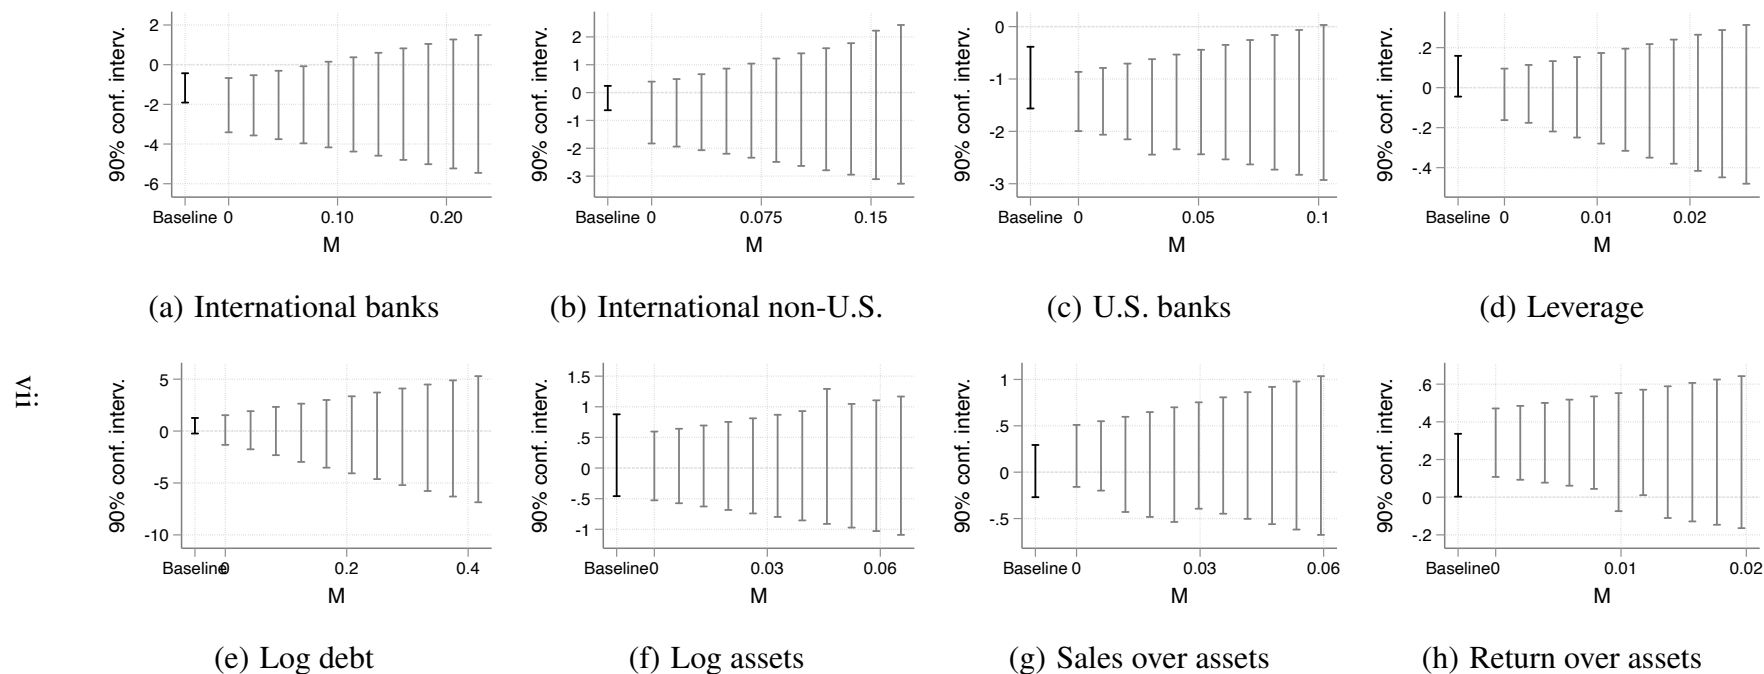 90% conf. interv.
2
0
-2
-4
-6
Baseline 0 0.10 0.20
M
(a) International banks
90% conf. interv.
2
1
0
-1
-2
-3
Baseline 0 0.075 0.15
M
(b) International non-U.S.
90% conf. interv.
0
-1
-2
-3
Baseline 0 0.05 0.1
M
(c) U.S. banks
90% conf. interv.
.2
0
-.2
-.4
Baseline 0 0.01 0.02
M
(d) Leverage
vii
90% conf. interv.
5
0
-5
-10
Baseline 0 0.2 0.4
M
(e) Log debt
90% conf. interv.
1.5
1
.5
0
-.5
-1
Baseline0 0.03 0.06
M
(f) Log assets
90% conf. interv.
1
.5
0
-.5
Baseline 0 0.03 0.06
M
(g) Sales over assets
90% conf. interv.
.6
.4
.2
0
-.2
Baseline0 0.01 0.02
M
(h) Return over assets